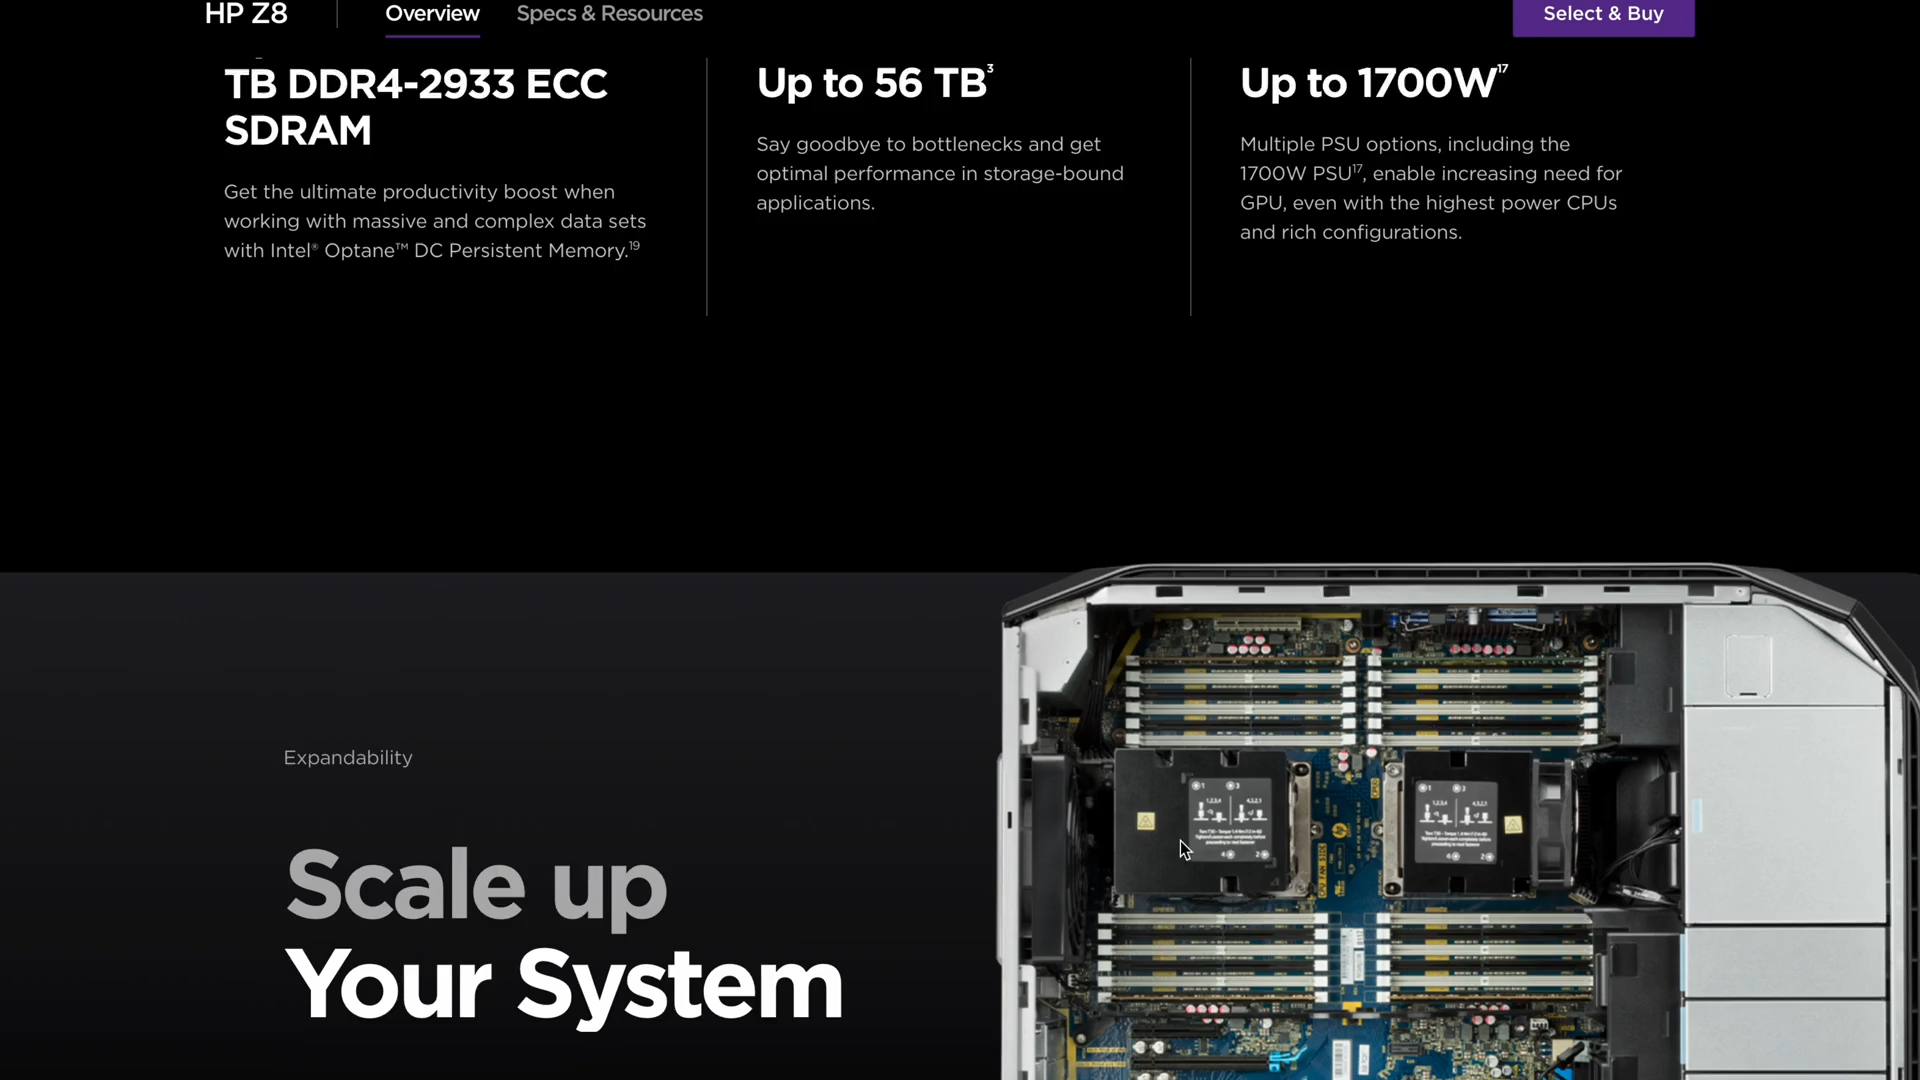 HP Z8
Overview
Specs & Resources
Select & Buy
TB DDR4-2933 ECC
SDRAM
Get the ultimate productivity boost when
working with massive and complex data sets
with Intel® Optane™ DC Persistent Memory.19
Up to 56 TB3
Say goodbye to bottlenecks and get
optimal performance in storage-bound
applications.
Up to 1700W17
Multiple PSU options, including the
1700W PSU17, enable increasing need for
GPU, even with the highest power CPUs
and rich configurations.
Expandability
Scale up
Your System